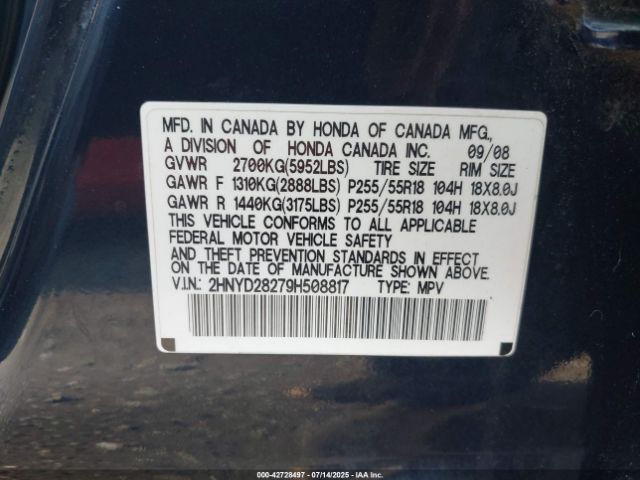 MFD. IN CANADA BY HONDA OF CANADA MFG.,
A DIVISION OF HONDA CANADA INC. 09/08
GVWR 2700KG(5952LBS) TIRE SIZE RIM SIZE
GAWR F 1310KG(2888LBS) P255/55R18 104H 18X8.0J
GAWR R 1440KG(3175LBS) P255/55R18 104H 18X8.0J
THIS VEHICLE CONFORMS TO ALL APPLICABLE
FEDERAL MOTOR VEHICLE SAFETY
AND THEFT PREVENTION STANDARDS IN EFFECT
ON THE DATE OF MANUFACTURE SHOWN ABOVE.
V.I.N.: 2HNYD28279H508817 TYPE: MPV
000-42728497 - 07/14/2025 - IAAI.COM